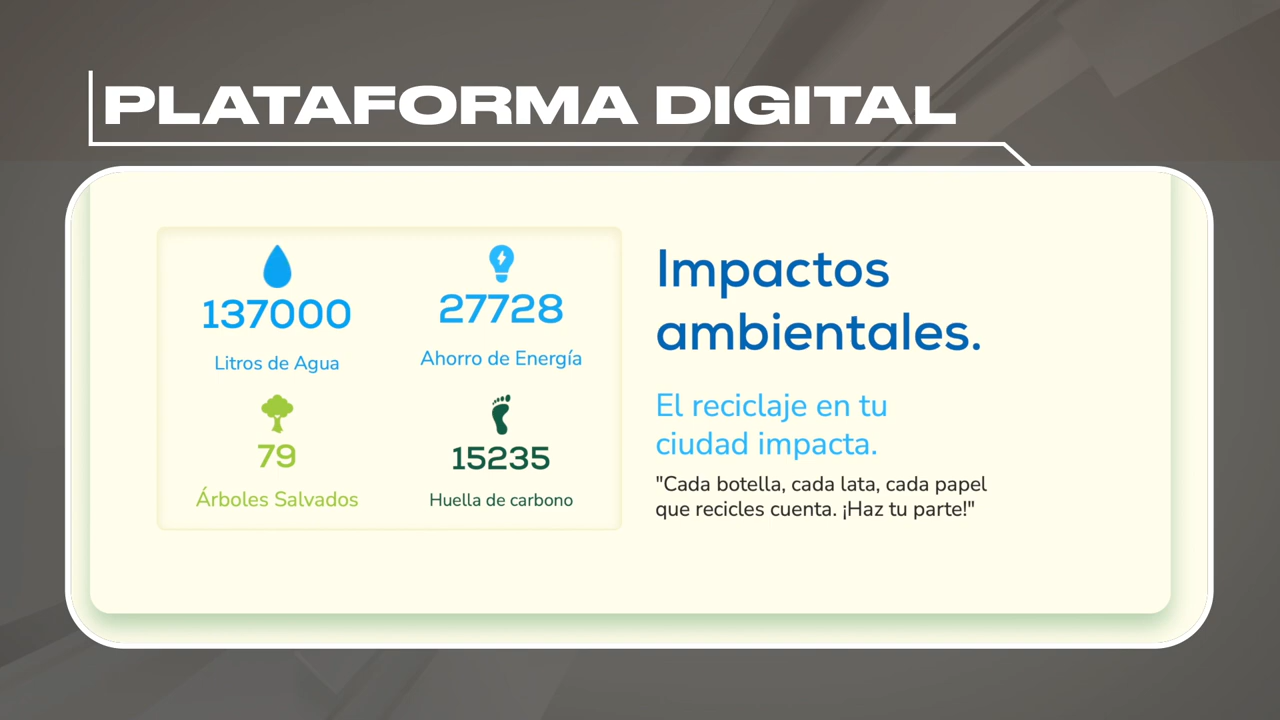 PLATAFORMA DIGITAL
137000
Litros de Agua
27728
Ahorro de Energía
79
Árboles Salvados
15235
Huella de carbono
Impactos
ambientales.
El reciclaje en tu
ciudad impacta.
"Cada botella, cada lata, cada papel
que recicles cuenta. ¡Haz tu parte!"